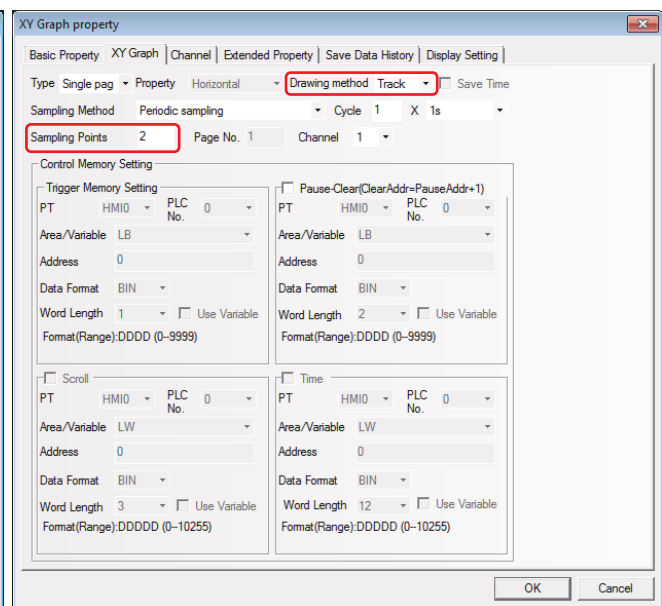 XY Graph property
Basic Property XY Graph Channel Extended Property Save Data History Display Setting
Type Single pag Property Horizontal Drawing method Track Save Time
Sampling Method Periodic sampling Cycle 1 X 1s
Sampling Points 2 Page No. 1 Channel 1
Control Memory Setting
Trigger Memory Setting
PT HMI0 PLC No. 0
Area/Variable LB
Address 0
Data Format BIN
Word Length 1 Use Variable
Format(Range):DDDD (0--9999)
Pause-Clear(ClearAddr=PauseAddr+1)
PT HMI0 PLC No. 0
Area/Variable LB
Address 0
Data Format BIN
Word Length 2 Use Variable
Format(Range):DDDD (0--9999)
Scroll
PT HMI0 PLC No. 0
Area/Variable LW
Address 0
Data Format BIN
Word Length 3 Use Variable
Format(Range):DDDDD (0--10255)
Time
PT HMI0 PLC No. 0
Area/Variable LW
Address 0
Data Format BIN
Word Length 12 Use Variable
Format(Range):DDDDD (0--10255)
OK Cancel